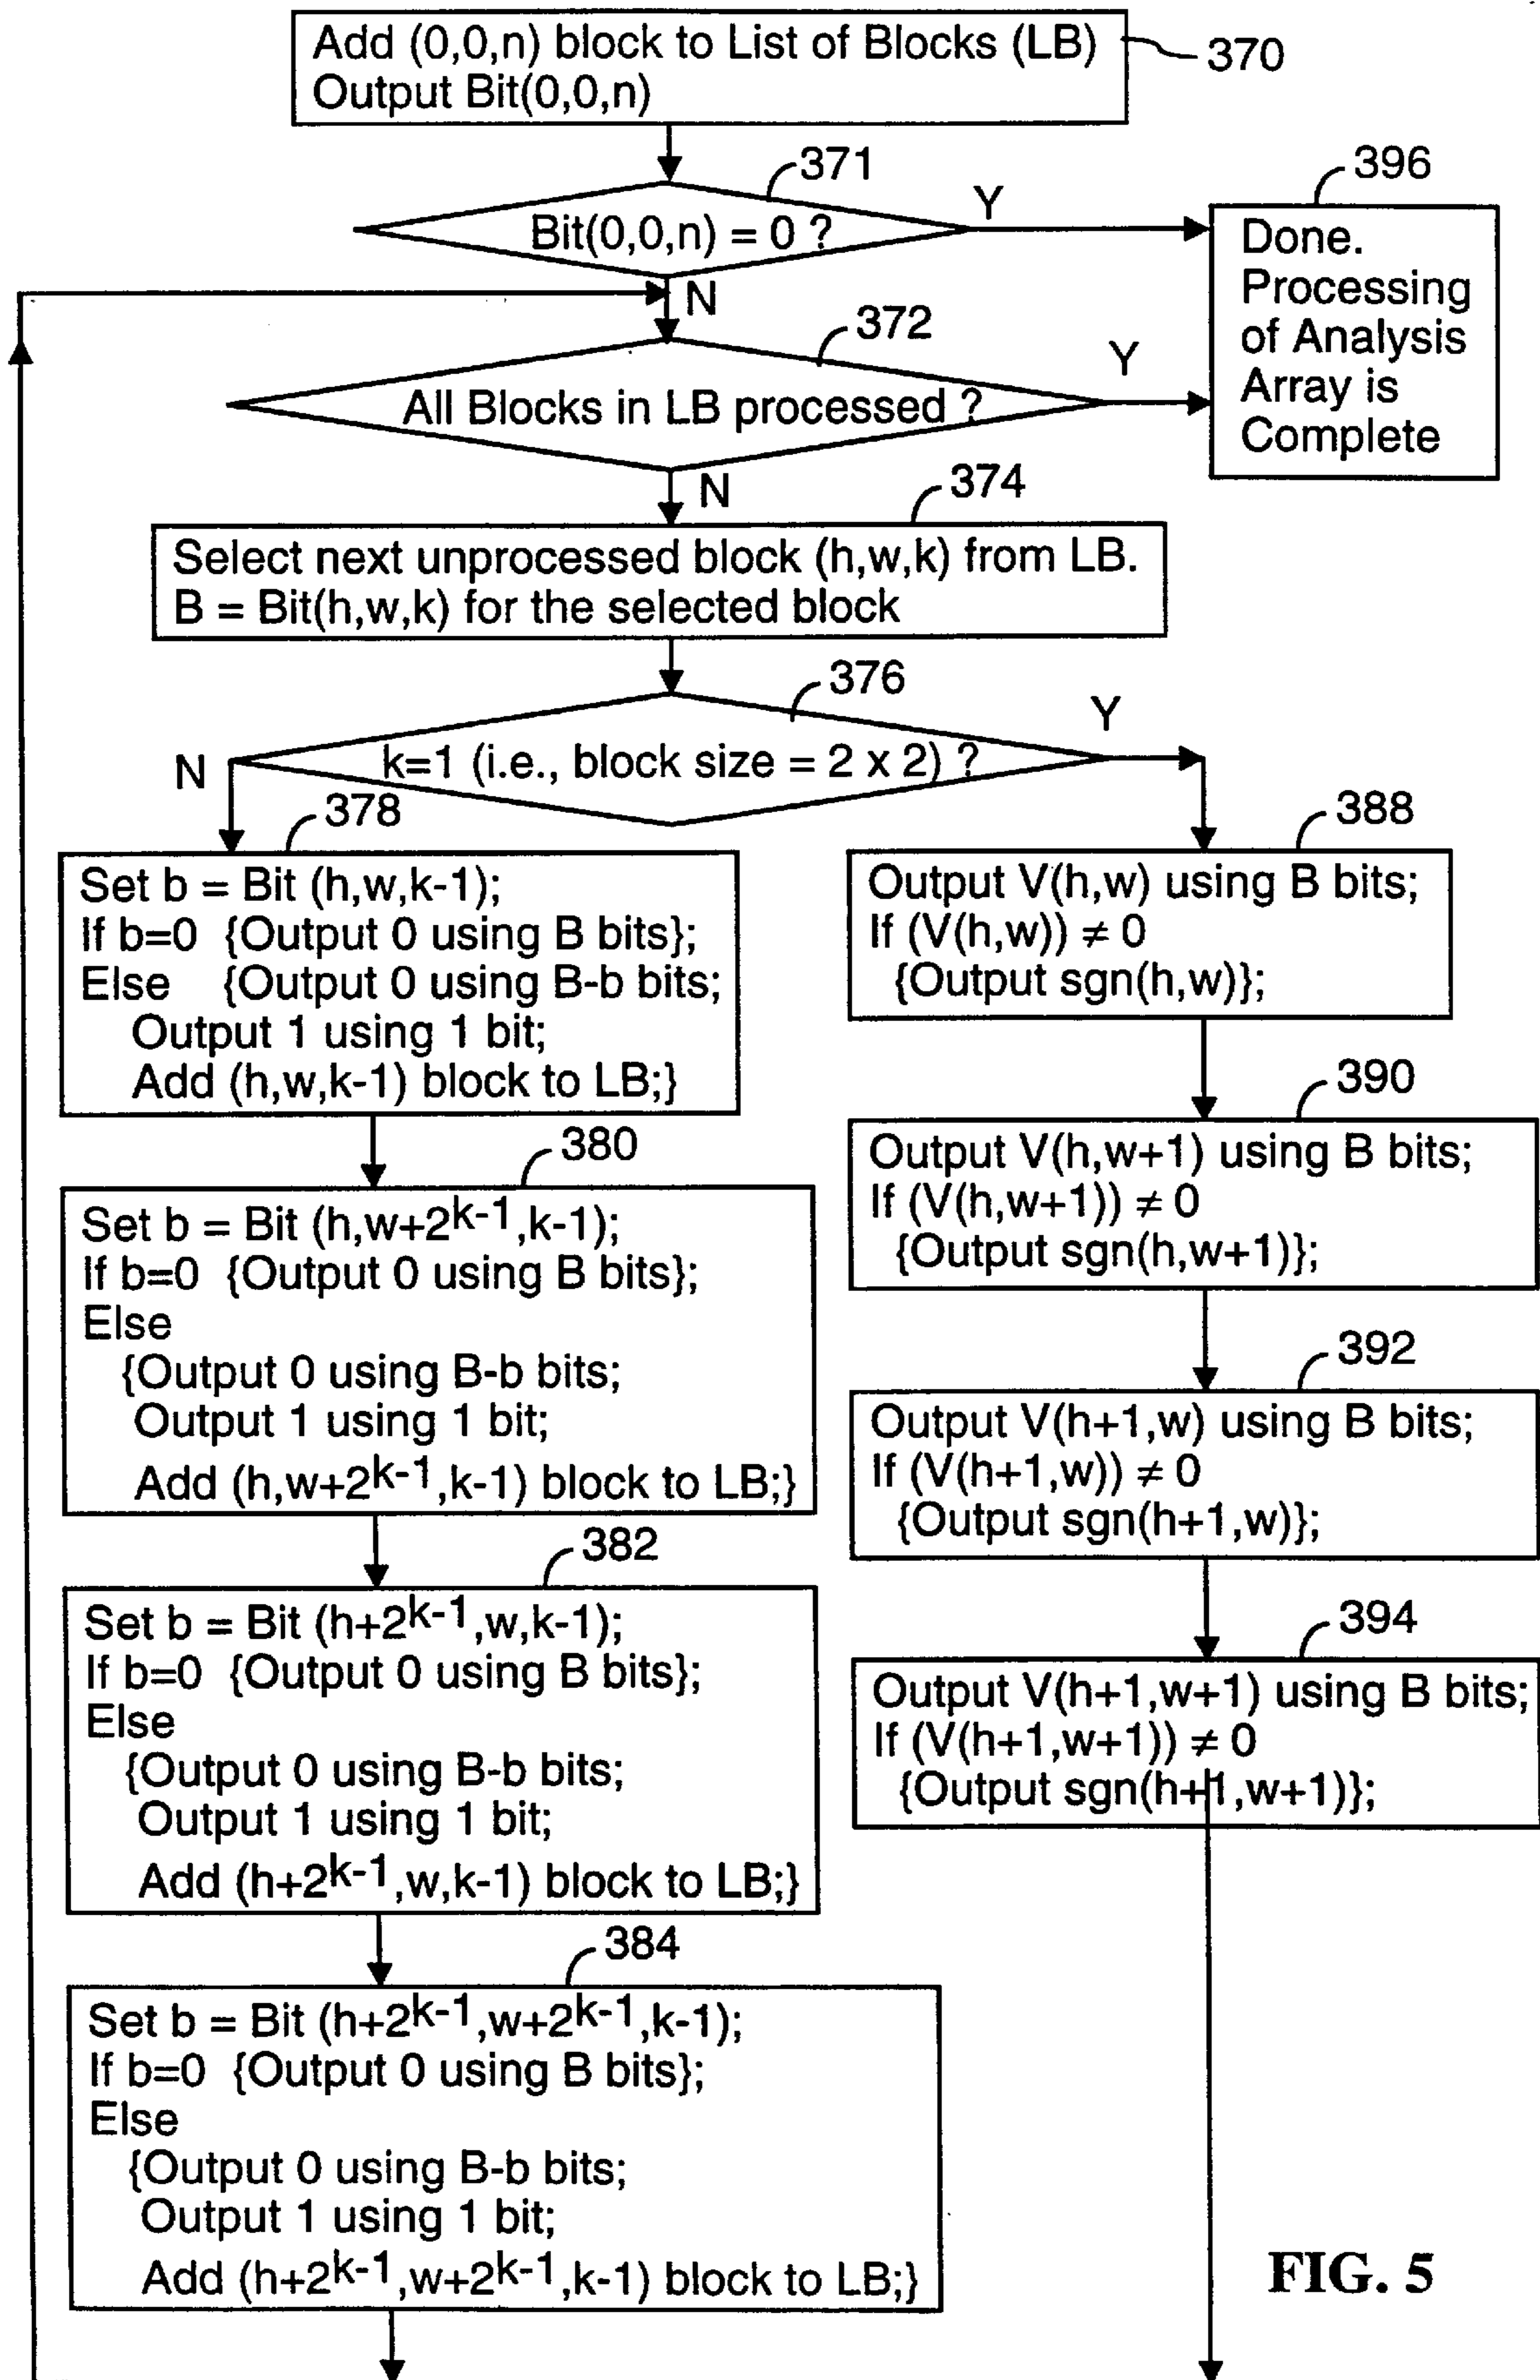 Add (0,0,n) block to List of Blocks (LB)
Output Bit(0,0,n)
370
371
Bit(0,0,n) = 0 ?
Y
N
396
Done.
Processing
of Analysis
Array is
Complete
372
All Blocks in LB processed ?
Y
N
374
Select next unprocessed block (h,w,k) from LB.
B = Bit(h,w,k) for the selected block
376
k=1 (i.e., block size = 2 x 2) ?
N
Y
378
Set b = Bit (h,w,k-1);
If b=0 {Output 0 using B bits};
Else {Output 0 using B-b bits;
Output 1 using 1 bit;
Add (h,w,k-1) block to LB;}
380
Set b = Bit (h,w+2^k-1,k-1);
If b=0 {Output 0 using B bits};
Else
{Output 0 using B-b bits;
Output 1 using 1 bit;
Add (h,w+2^k-1,k-1) block to LB;}
382
Set b = Bit (h+2^k-1,w,k-1);
If b=0 {Output 0 using B bits};
Else
{Output 0 using B-b bits;
Output 1 using 1 bit;
Add (h+2^k-1,w,k-1) block to LB;}
384
Set b = Bit (h+2^k-1,w+2^k-1,k-1);
If b=0 {Output 0 using B bits};
Else
{Output 0 using B-b bits;
Output 1 using 1 bit;
Add (h+2^k-1,w+2^k-1,k-1) block to LB;}
388
Output V(h,w) using B bits;
If (V(h,w)) ≠ 0
{Output sgn(h,w)};
390
Output V(h,w+1) using B bits;
If (V(h,w+1)) ≠ 0
{Output sgn(h,w+1)};
392
Output V(h+1,w) using B bits;
If (V(h+1,w)) ≠ 0
{Output sgn(h+1,w)};
394
Output V(h+1,w+1) using B bits;
If (V(h+1,w+1)) ≠ 0
{Output sgn(h+1,w+1)};
FIG. 5